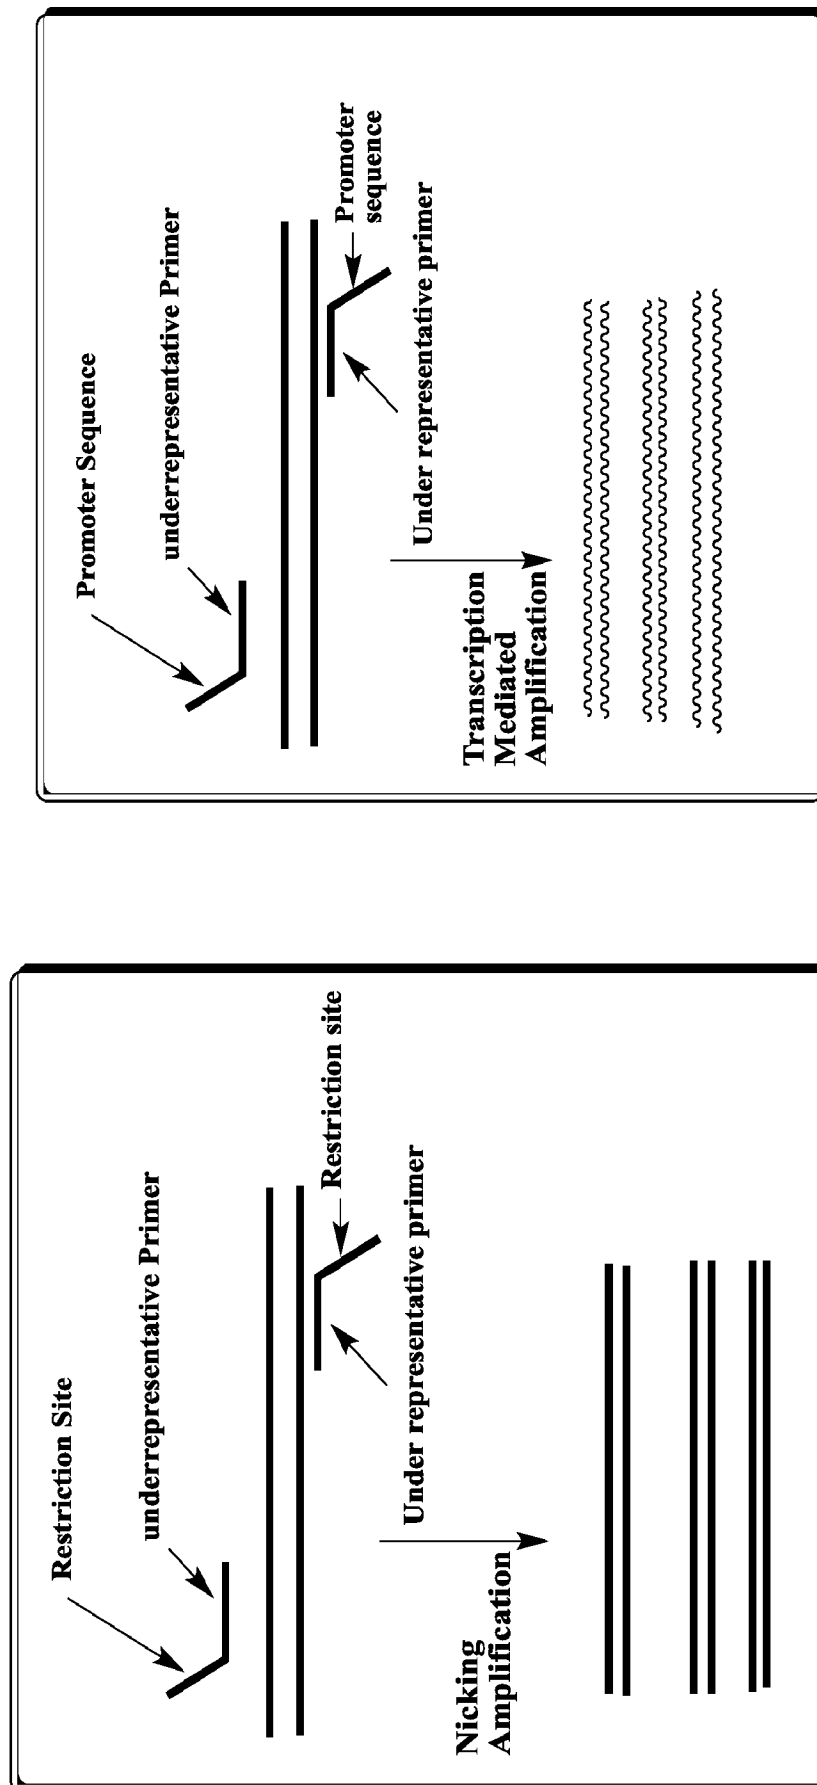 Restriction Site
underrepresentative Primer
Restriction site
Under representative primer
Nicking
Amplification
Promoter Sequence
underrepresentative Primer
Promoter
sequence
Under representative primer
Transcription
Mediated
Amplification